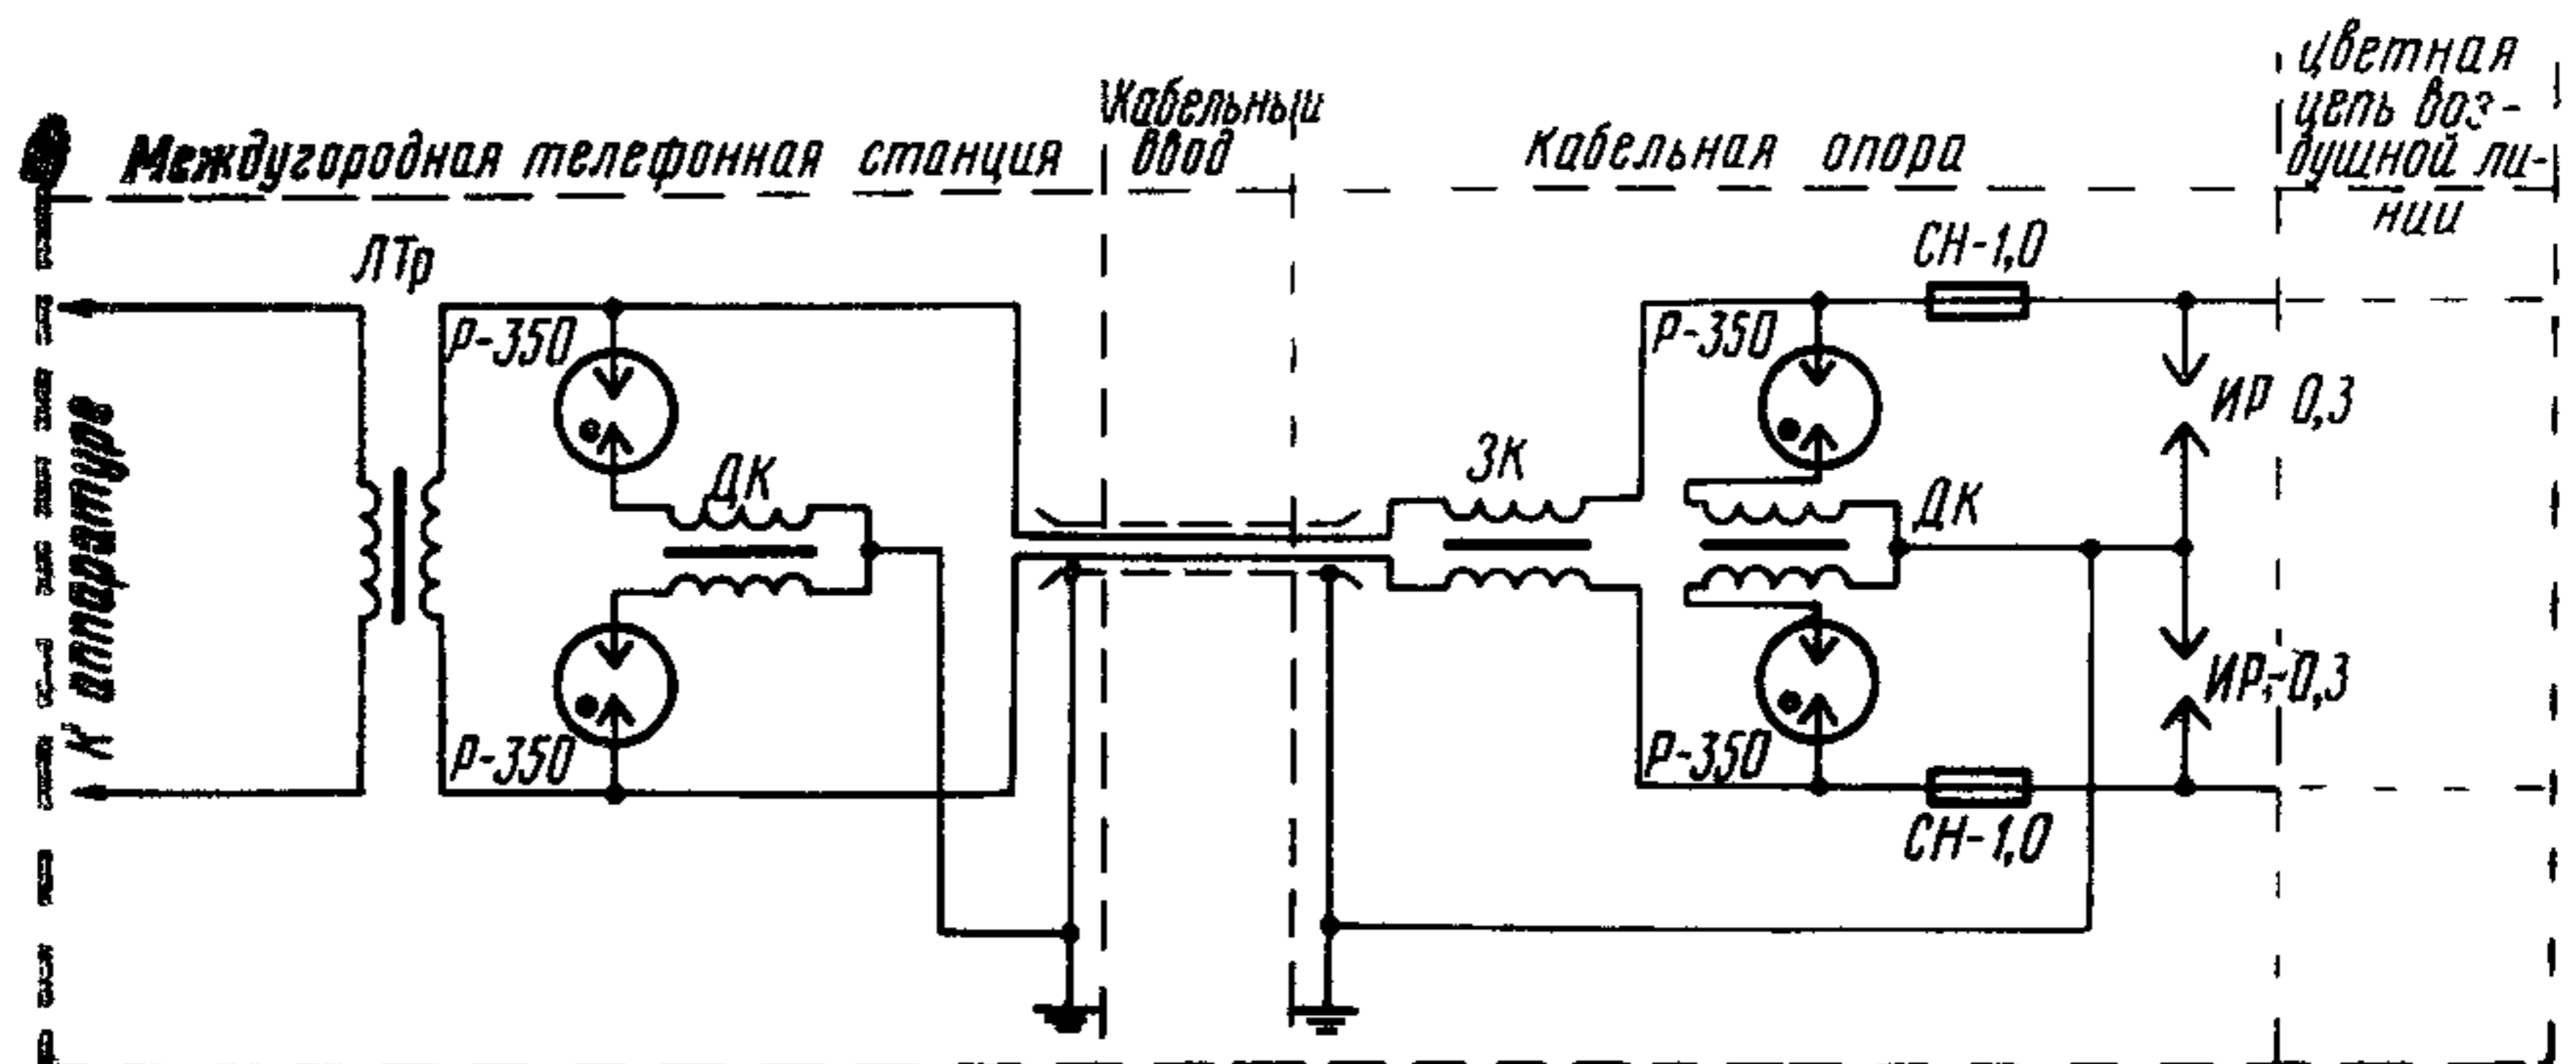 Междугородная телефонная станция
Кабельный
ввод
кабельная опора
цветная
цепь воз-
душной ли-
нии
ЛТр
Р-350
ДК
Р-350
К аппаратуре
ЗК
Р-350
СН-1,0
ДК
ИР 0,3
ИР-0,3
Р-350
СН-1,0